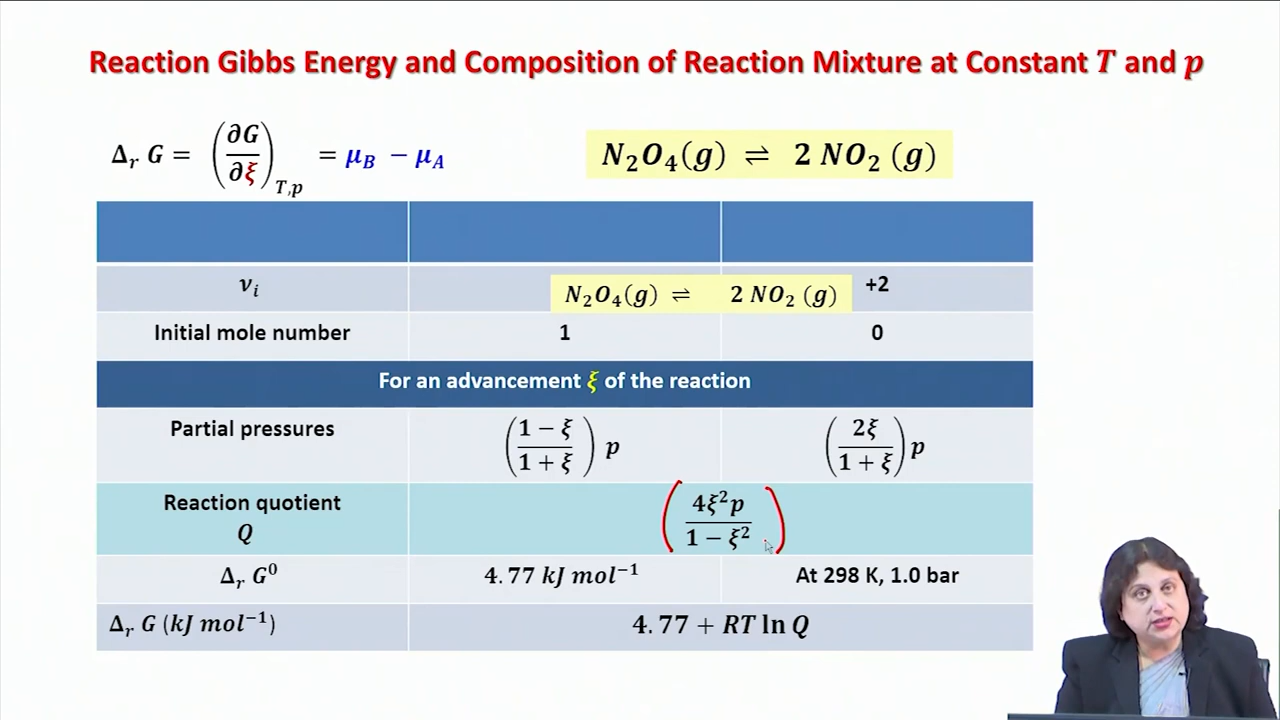 Reaction Gibbs Energy and Composition of Reaction Mixture at Constant T and p
Δᵣ G = (∂G/∂ξ)_T,p = μ_B − μ_A
N₂O₄(g) ⇌ 2 NO₂ (g)
νᵢ +2
N₂O₄(g) ⇌ 2 NO₂ (g)
Initial mole number 1 0
For an advancement ξ of the reaction
Partial pressures ((1 − ξ)/(1 + ξ)) p (2ξ/(1 + ξ)) p
Reaction quotient
Q (4ξ²p/(1 − ξ²))
Δᵣ G⁰ 4.77 kJ mol⁻¹ At 298 K, 1.0 bar
Δᵣ G (kJ mol⁻¹) 4.77 + RT ln Q